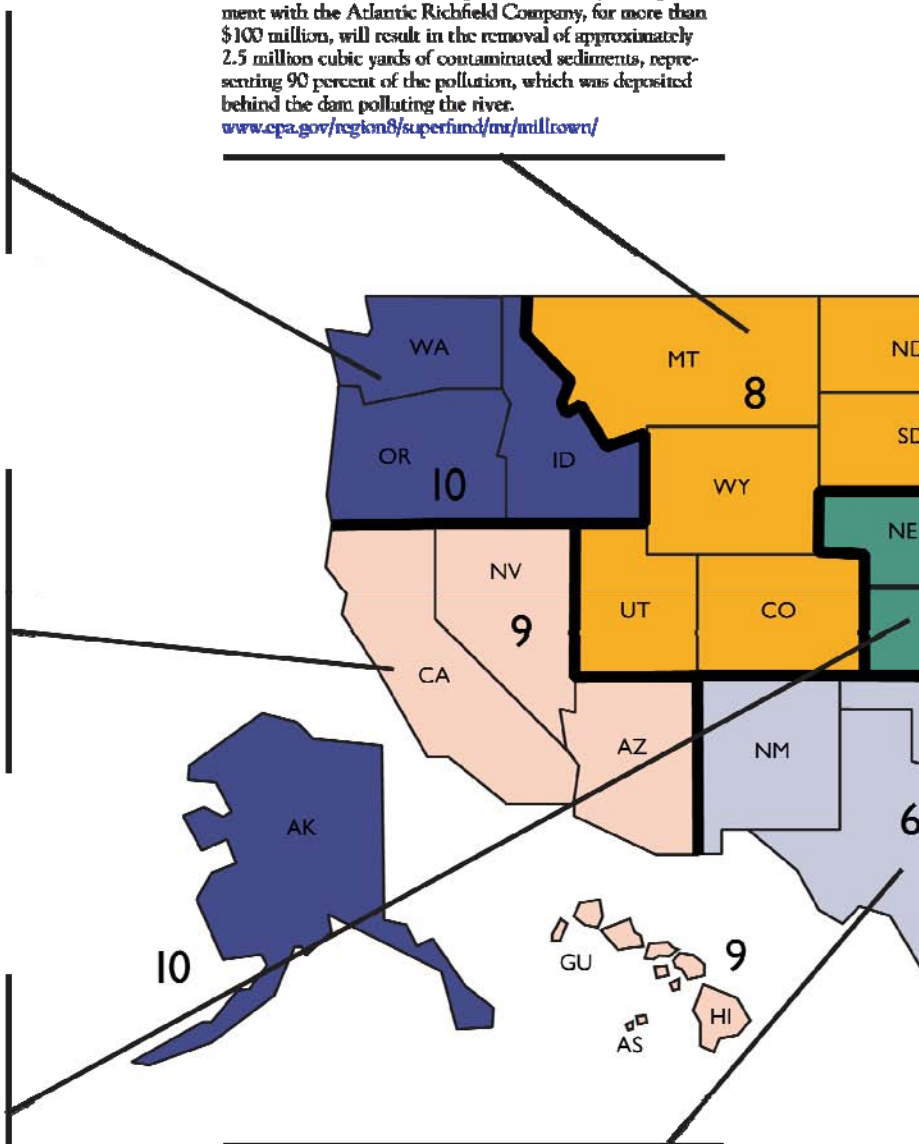 ment with the Atlantic Richfield Company, for more than
$100 million, will result in the removal of approximately
2.5 million cubic yards of contaminated sediments, repre-
senting 90 percent of the pollution, which was deposited
behind the dam polluting the river.
www.epa.gov/region8/superfund/mt/milltown/
WA
MT
ND
8
SD
OR
10
ID
WY
NE
NV
9
UT
CO
CA
AZ
NM
6
AK
10
GU
9
HI
AS